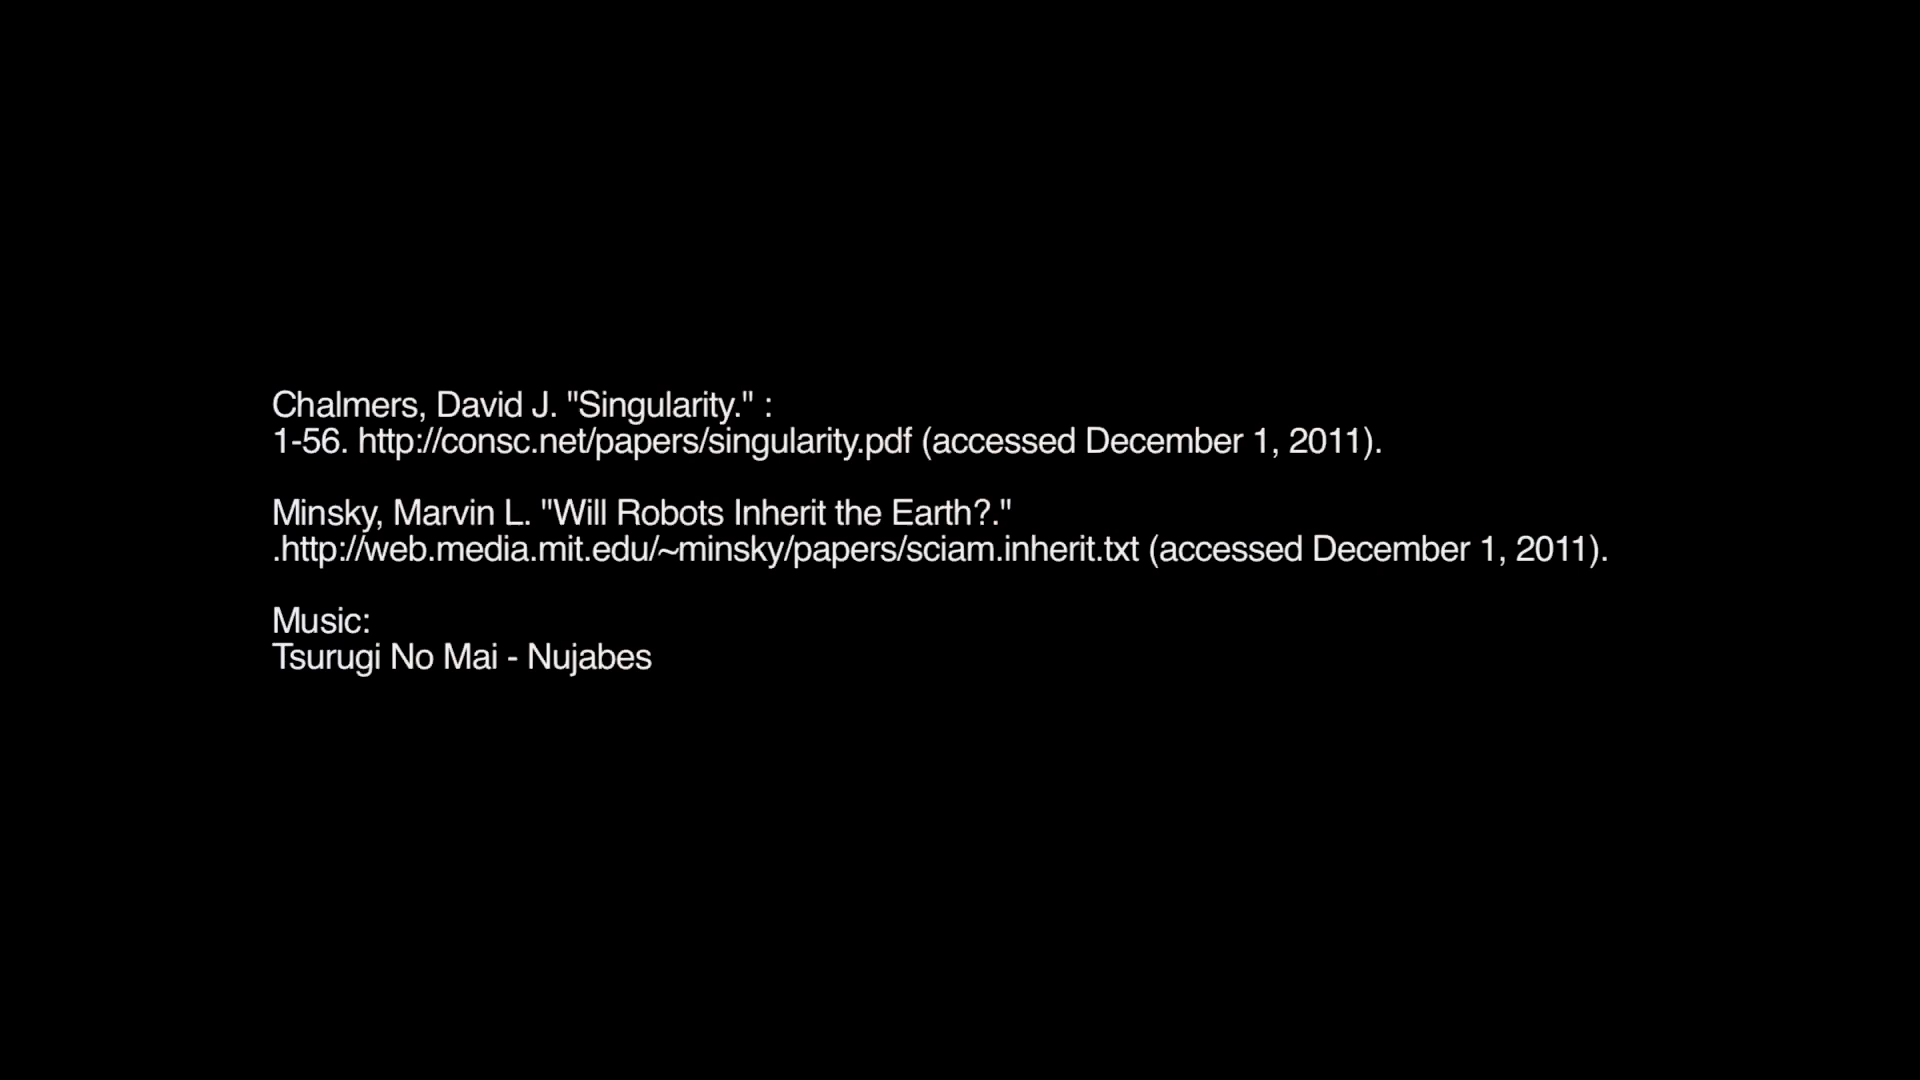 Chalmers, David J. "Singularity." :
1-56. http://consc.net/papers/singularity.pdf (accessed December 1, 2011).
Minsky, Marvin L. "Will Robots Inherit the Earth?."
.http://web.media.mit.edu/~minsky/papers/sciam.inherit.txt (accessed December 1, 2011).
Music:
Tsurugi No Mai - Nujabes